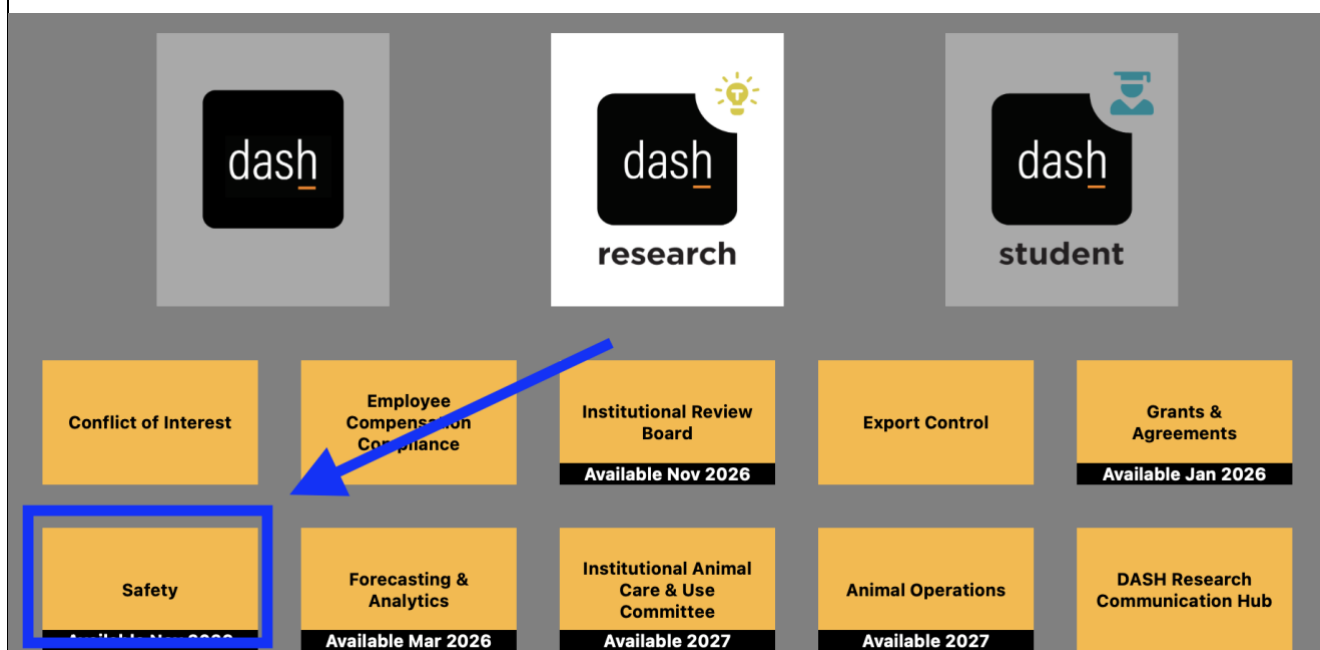 dash
dash
research
dash
student
Conflict of Interest
Employee
Compensation
Compliance
Institutional Review
Board
Available Nov 2026
Export Control
Grants &
Agreements
Available Jan 2026
Safety
Available Nov
Forecasting &
Analytics
Available Mar 2026
Institutional Animal
Care & Use
Committee
Available 2027
Animal Operations
Available 2027
DASH Research
Communication Hub